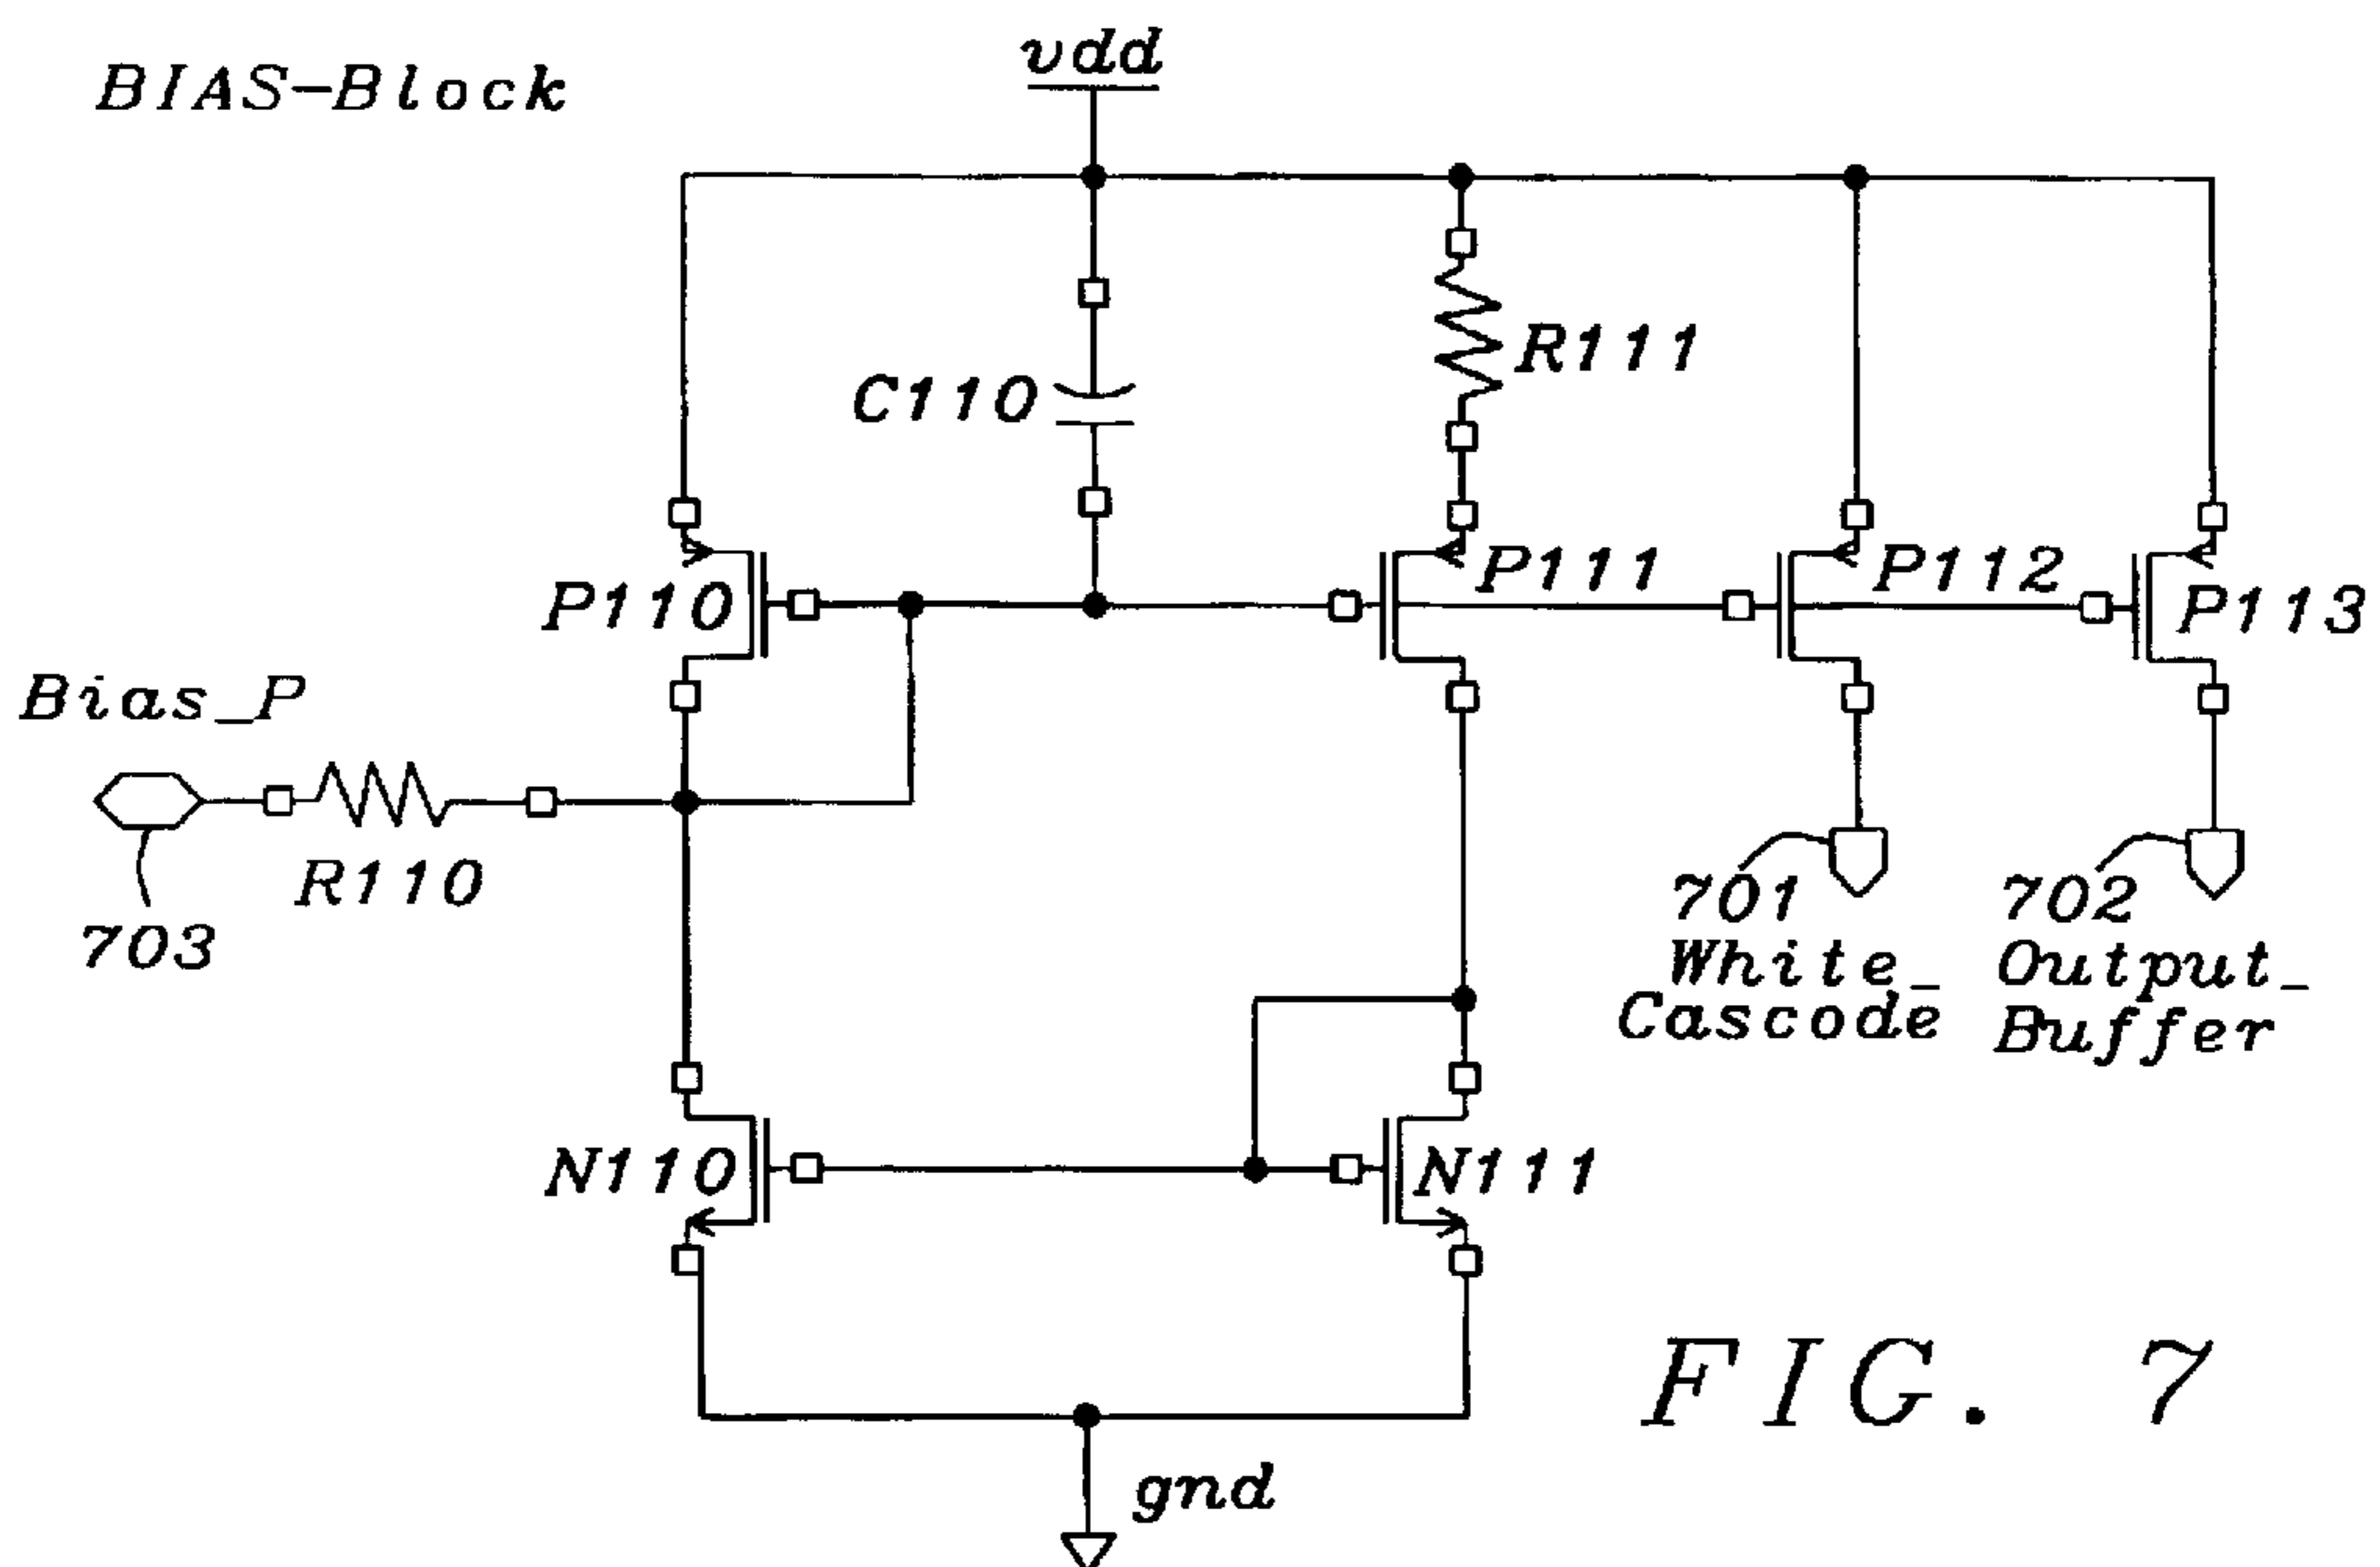 BIAS-Block
vdd
R111
C110
P110
P111
P112
P113
Bias_P
R110
703
701
White_
Cascode
702
Output_
Buffer
N110
N111
gnd
FIG. 7